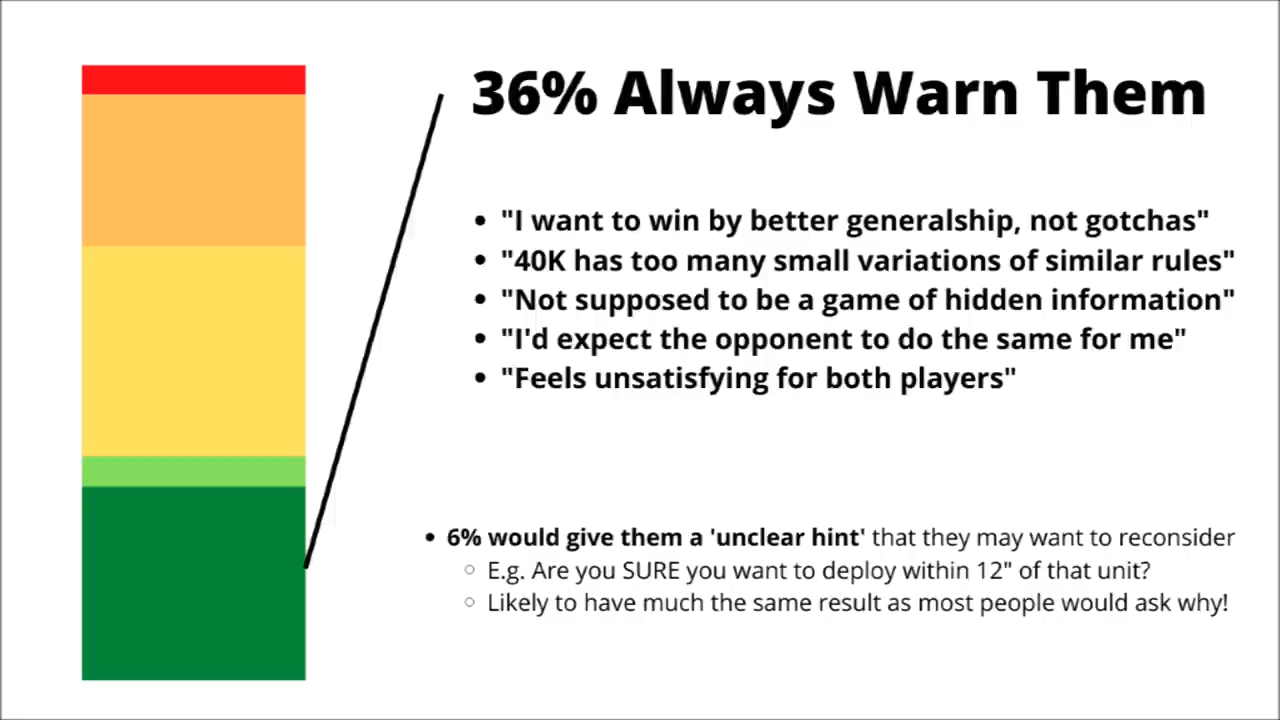 36% Always Warn Them
• "I want to win by better generalship, not gotchas"
• "40K has too many small variations of similar rules"
• "Not supposed to be a game of hidden information"
• "I'd expect the opponent to do the same for me"
• "Feels unsatisfying for both players"
• 6% would give them a 'unclear hint' that they may want to reconsider
○ E.g. Are you SURE you want to deploy within 12" of that unit?
○ Likely to have much the same result as most people would ask why!